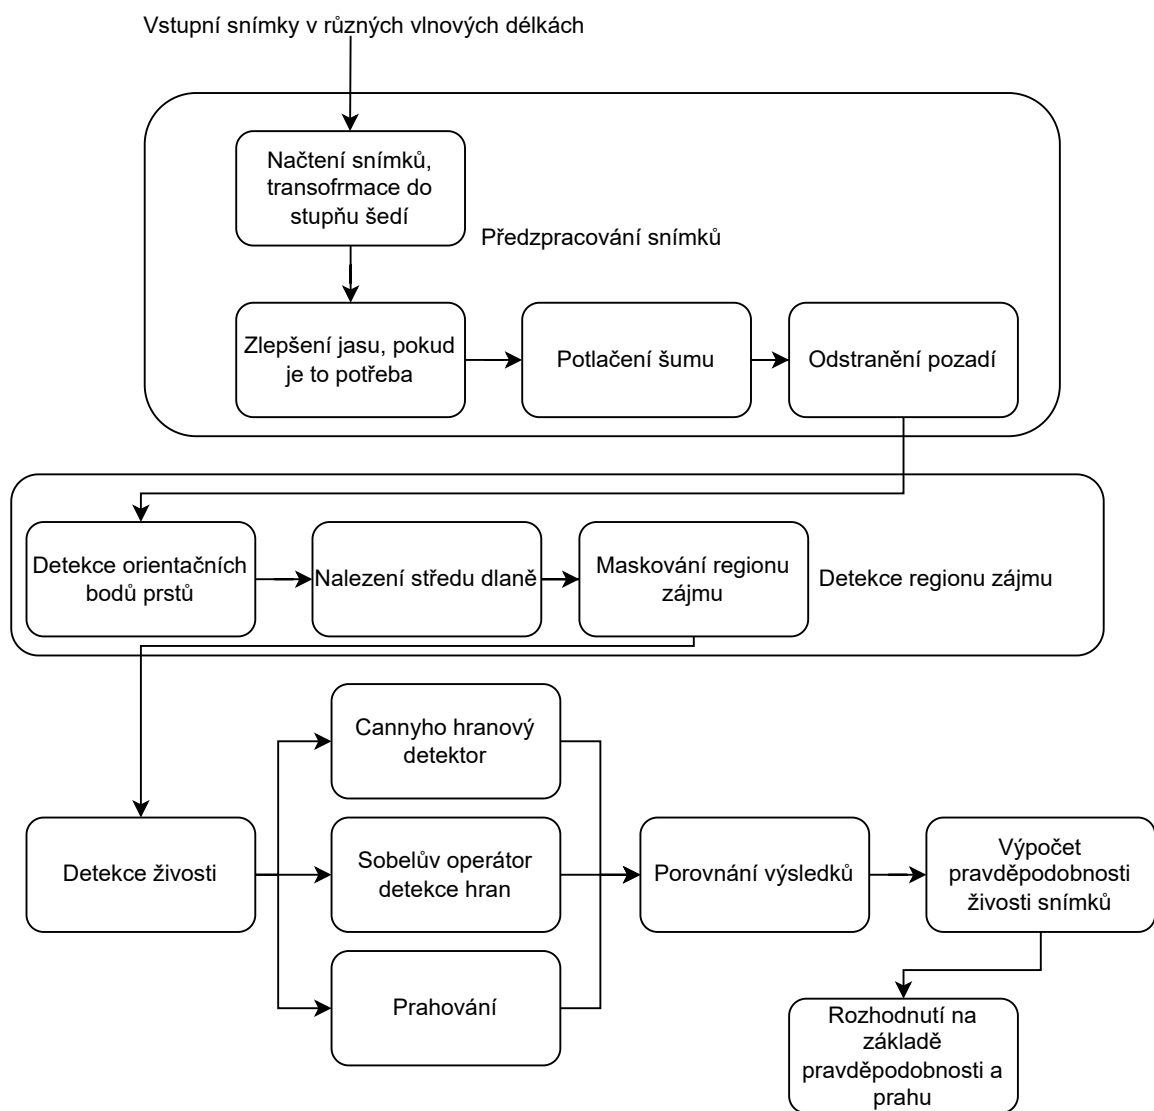 Vstupní snímky v různých vlnových délkách
Načtení snímků,
transofrmace do
stupňu šedí
Předzpracování snímků
Zlepšení jasu, pokud
je to potřeba
Potlačení šumu
Odstranění pozadí
Detekce orientačních
bodů prstů
Nalezení středu dlaně
Maskování regionu
zájmu
Detekce regionu zájmu
Cannyho hranový
detektor
Detekce živosti
Sobelův operátor
detekce hran
Porovnání výsledků
Výpočet
pravděpodobnosti
živosti snímků
Prahování
Rozhodnutí na
základě
pravděpodobnosti a
prahu